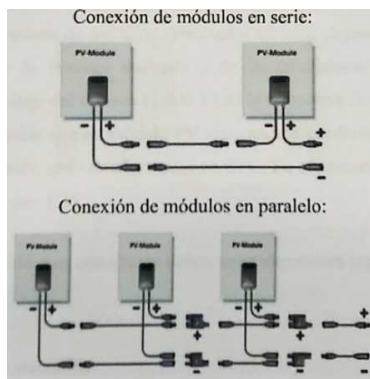 Conexión de módulos en serie:
PV-Module PV-Module
- + - + +
-
Conexión de módulos en paralelo:
PV-Module PV-Module PV-Module
- + - + - +
+ + +
- - -